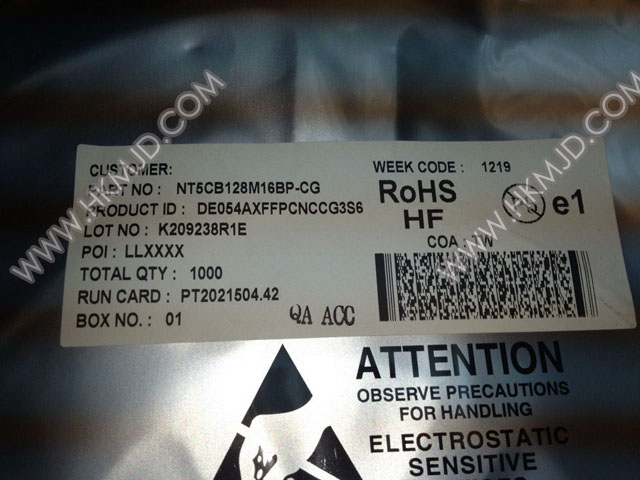 CUSTOMER:
PART NO : NT5CB128M16BP-CG
PRODUCT ID : DE054AXFFPCNCCG3S6
LOT NO : K209238R1E
POI : LLXXXX
TOTAL QTY : 1000
RUN CARD : PT2021504.42
BOX NO. : 01
QA ACC
WEEK CODE : 1219
RoHS
HF
e1
COA : TW
ATTENTION
OBSERVE PRECAUTIONS
FOR HANDLING
ELECTROSTATIC
SENSITIVE
WWW.HKMJD.COM
WWW.HKMJD.COM